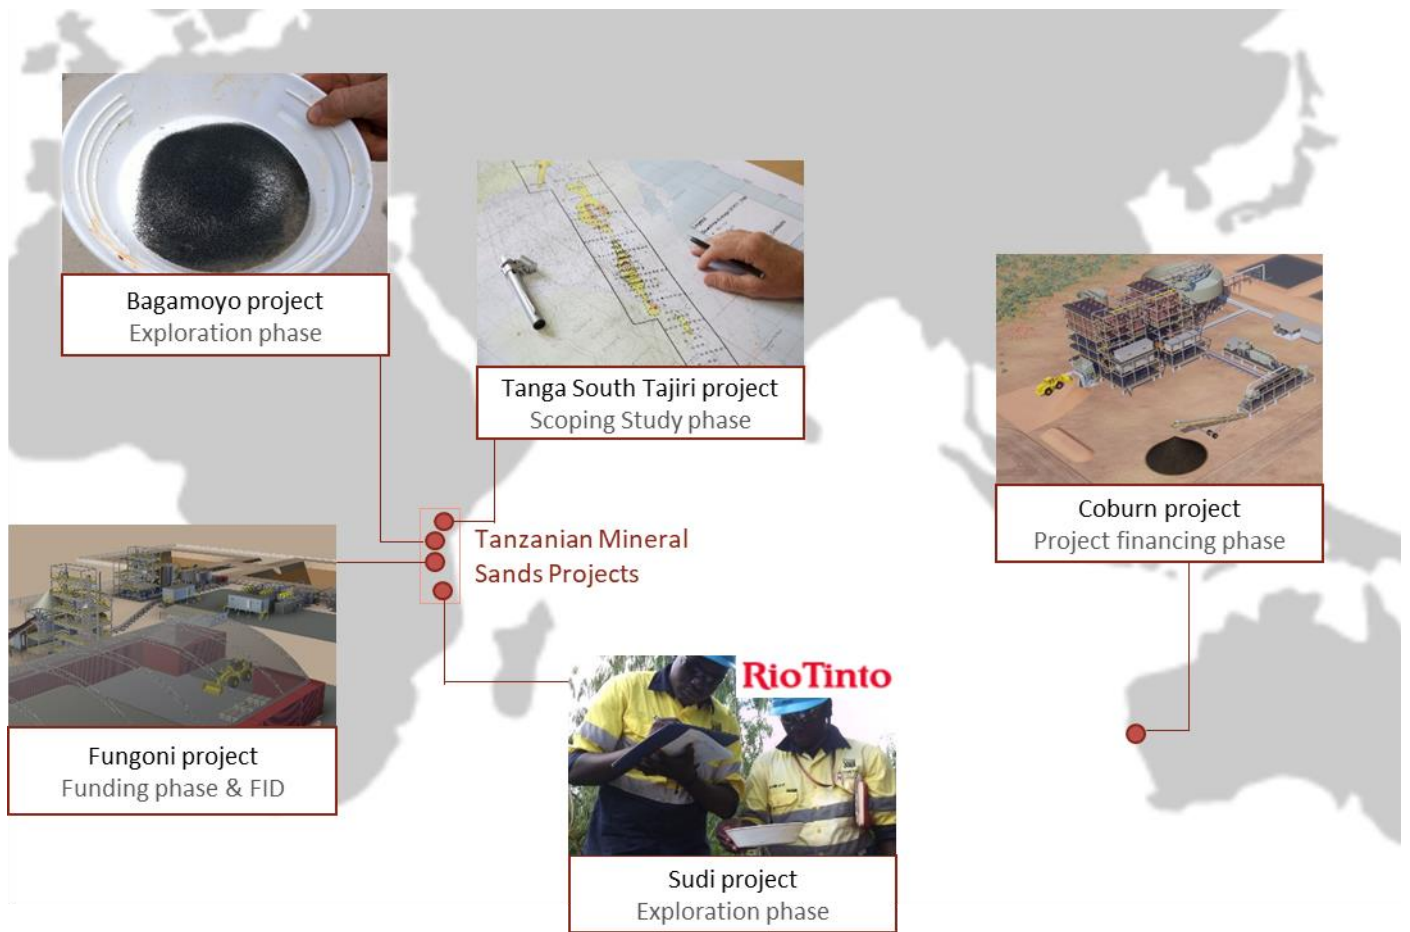 Bagamoyo project
Exploration phase
Tanga South Tajiri project
Scoping Study phase
Coburn project
Project financing phase
Tanzanian Mineral
Sands Projects
RioTinto
Fungoni project
Funding phase & FID
Sudi project
Exploration phase